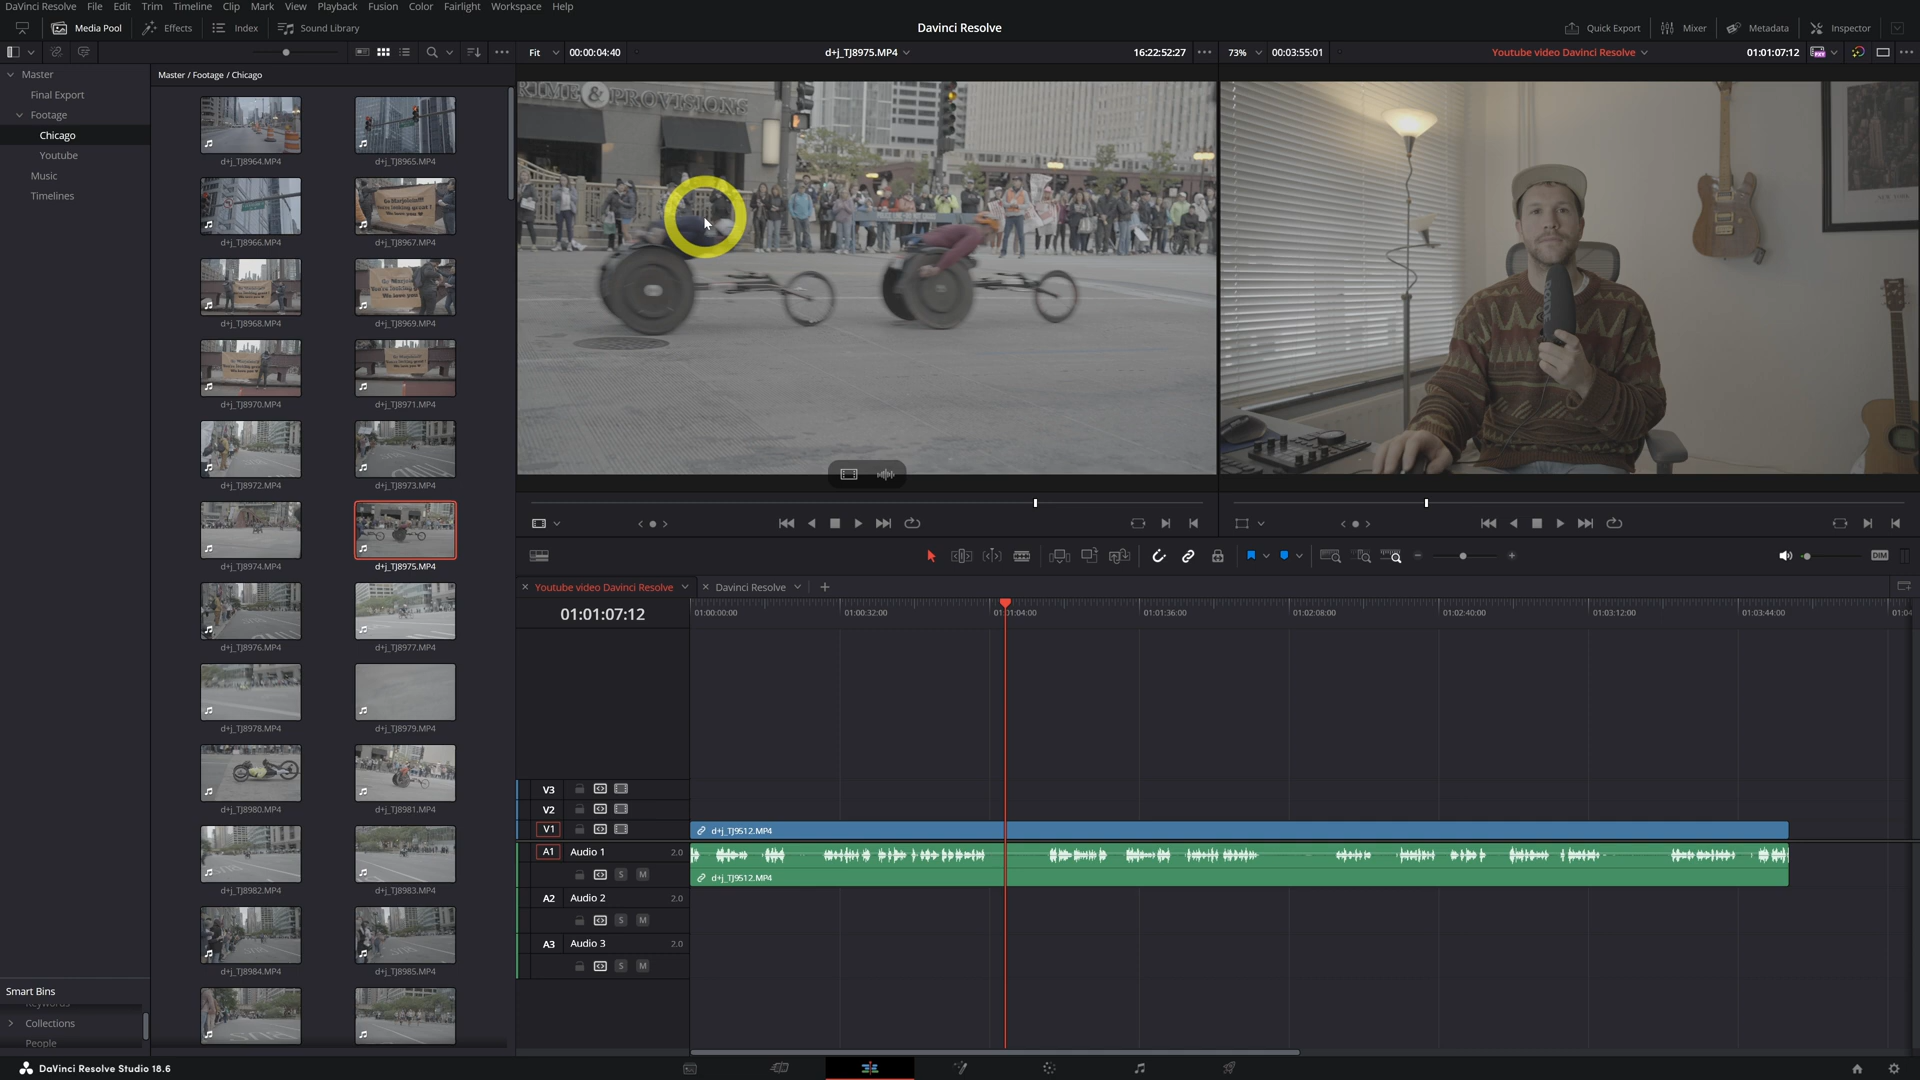 DaVinci Resolve File Edit Trim Timeline Clip Mark View Playback Fusion Color Fairlight Workspace Help
Media Pool Effects Index Sound Library
Davinci Resolve
Quick Export Mixer Metadata Inspector
Fit 00:00:04:40 d+j_TJ8975.MP4 16:22:52:27
73% 00:03:55:01 Youtube video Davinci Resolve 01:01:07:12
Master
Final Export
Footage
Chicago
Youtube
Music
Timelines
Master / Footage / Chicago
d+j_TJ8964.MP4 d+j_TJ8965.MP4
d+j_TJ8966.MP4 d+j_TJ8967.MP4
d+j_TJ8968.MP4 d+j_TJ8969.MP4
d+j_TJ8970.MP4 d+j_TJ8971.MP4
d+j_TJ8972.MP4 d+j_TJ8973.MP4
d+j_TJ8974.MP4 d+j_TJ8975.MP4
d+j_TJ8976.MP4 d+j_TJ8977.MP4
d+j_TJ8978.MP4 d+j_TJ8979.MP4
d+j_TJ8980.MP4 d+j_TJ8981.MP4
d+j_TJ8982.MP4 d+j_TJ8983.MP4
d+j_TJ8984.MP4 d+j_TJ8985.MP4
& PROVISIONS
DIM
Youtube video Davinci Resolve Davinci Resolve
01:01:07:12
01:00:00:00 01:00:32:00 01:01:04:00 01:01:36:00 01:02:08:00 01:02:40:00 01:03:12:00 01:03:44:00
V3
V2
V1 d+j_TJ9512.MP4
A1 Audio 1 2.0
S M d+j_TJ9512.MP4
A2 Audio 2 2.0
S M
A3 Audio 3 2.0
S M
Smart Bins
Keywords
Collections
People
DaVinci Resolve Studio 18.6